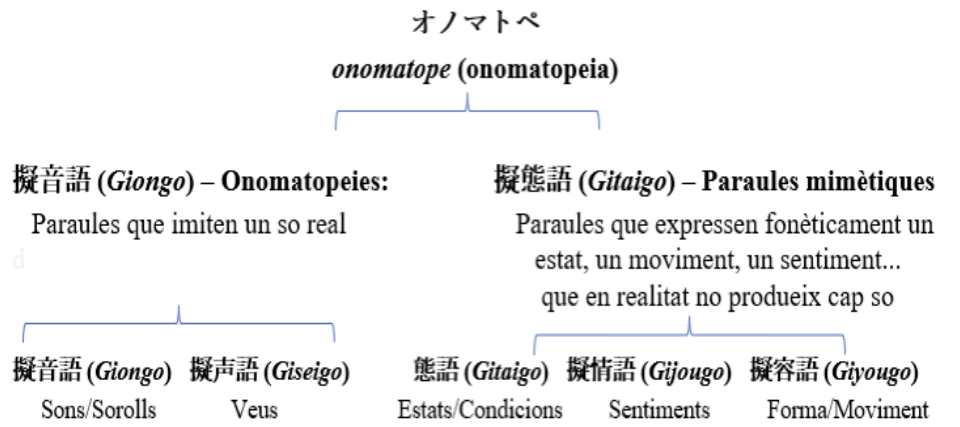 オノマトペ
onomatope (onomatopeia)
擬音語 (Giongo) – Onomatopeies:
Paraules que imiten un so real
d
擬態語 (Gitaigo) – Paraules mimètiques
Paraules que expressen fonèticament un
estat, un moviment, un sentiment...
que en realitat no produeix cap so
擬音語 (Giongo)
Sons/Sorolls
擬声語 (Giseigo)
Veus
態語 (Gitaigo)
Estats/Condicions
擬情語 (Gijougo)
Sentiments
擬容語 (Giyougo)
Forma/Moviment